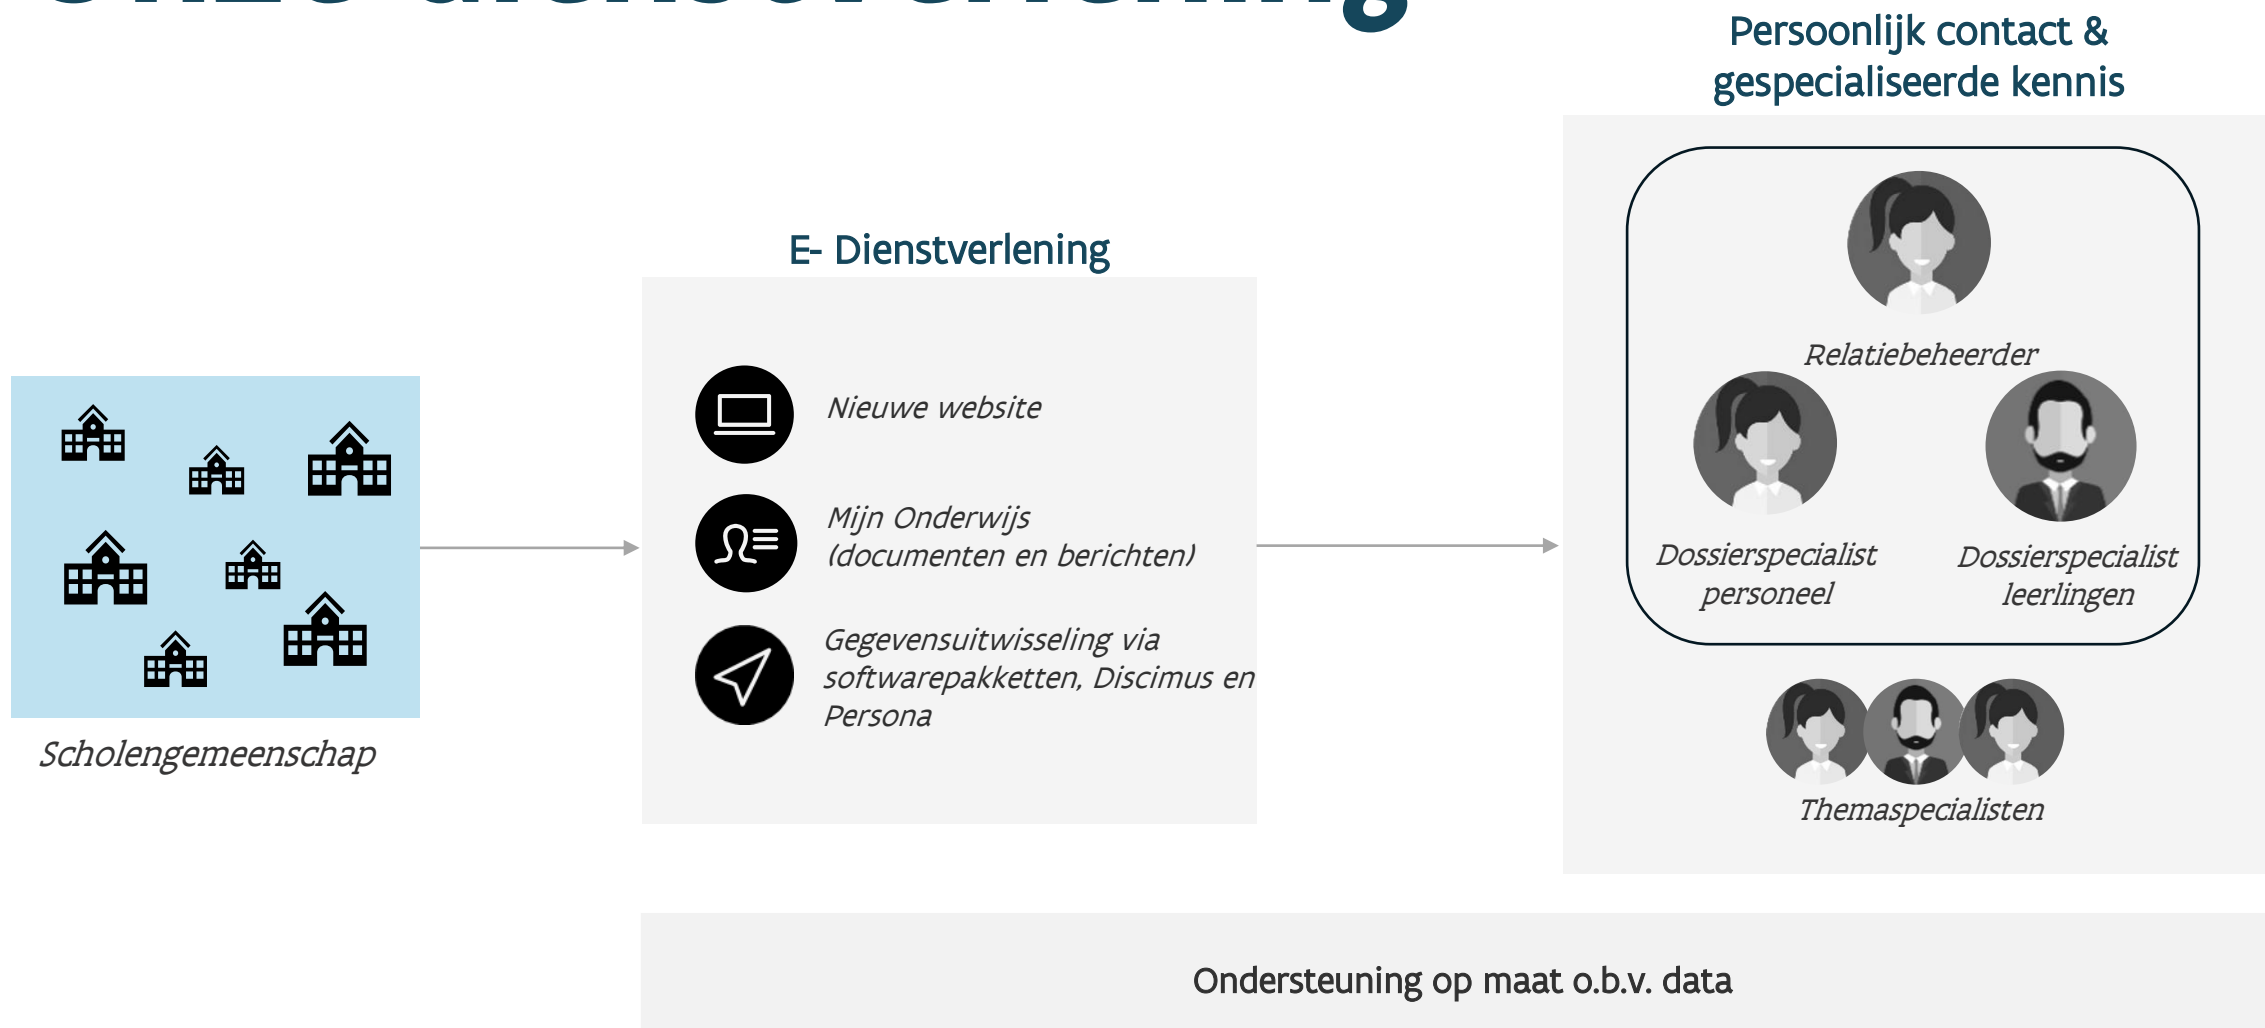 Persoonlijk contact &
gespecialiseerde kennis
E- Dienstverlening
Relatiebeheerder
Nieuwe website
Mijn Onderwijs
(documenten en berichten)
Dossierspecialist
personeel
Dossierspecialist
leerlingen
Gegevensuitwisseling via
softwarepakketten, Discimus en
Persona
Scholengemeenschap
Themaspecialisten
Ondersteuning op maat o.b.v. data